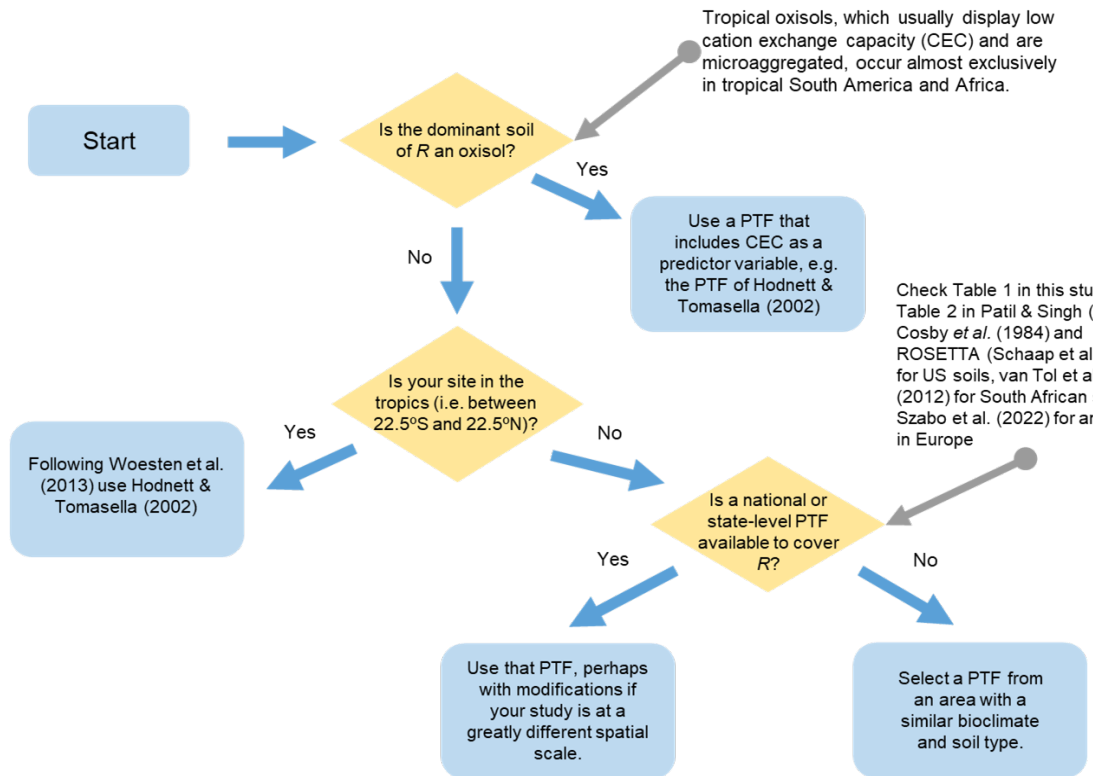 Tropical oxisols, which usually display low
cation exchange capacity (CEC) and are
microaggregated, occur almost exclusively
in tropical South America and Africa.
Start
Is the dominant soil
of R an oxisol?
Yes
No
Use a PTF that
includes CEC as a
predictor variable, e.g.
the PTF of Hodnett &
Tomasella (2002)
Check Table 1 in this
Table 2 in Patil & Singh
Cosby et al. (1984) and
ROSETTA (Schaap et al
for US soils, van Tol et al
(2012) for South African
Szabo et al. (2022) for
in Europe
Is your site in the
tropics (i.e. between
22.5ºS and 22.5ºN)?
Yes
No
Following Woesten et al.
(2013) use Hodnett &
Tomasella (2002)
Is a national or
state-level PTF
available to cover
R?
Yes
No
Use that PTF, perhaps
with modifications if
your study is at a
greatly different spatial
scale.
Select a PTF from
an area with a
similar bioclimate
and soil type.